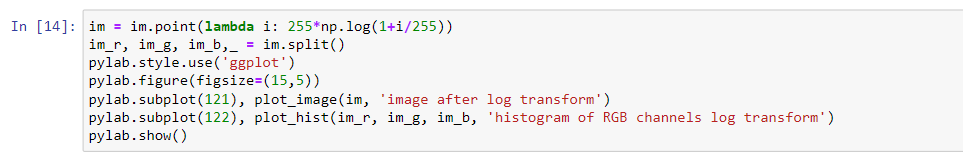 In [14]: im = im.point(lambda i: 255*np.log(1+i/255))
im_r, im_g, im_b,_ = im.split()
pylab.style.use('ggplot')
pylab.figure(figsize=(15,5))
pylab.subplot(121), plot_image(im, 'image after log transform')
pylab.subplot(122), plot_hist(im_r, im_g, im_b, 'histogram of RGB channels log transform')
pylab.show()